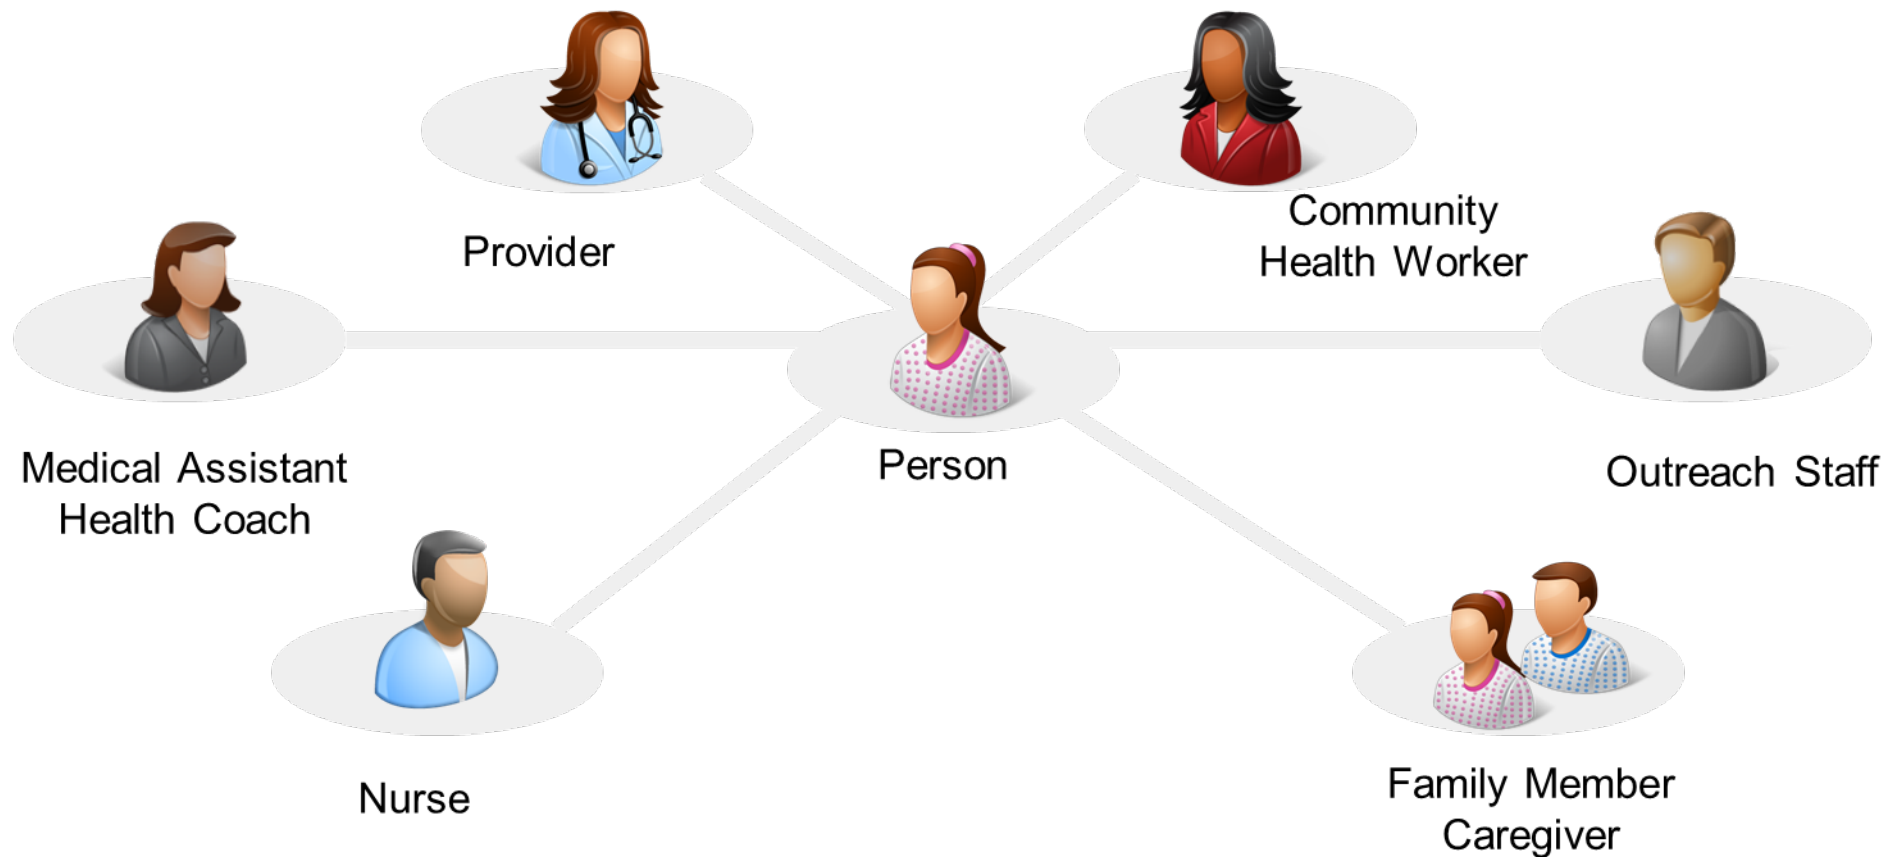 Provider
Community
Health Worker
Medical Assistant
Health Coach
Person
Outreach Staff
Nurse
Family Member
Caregiver